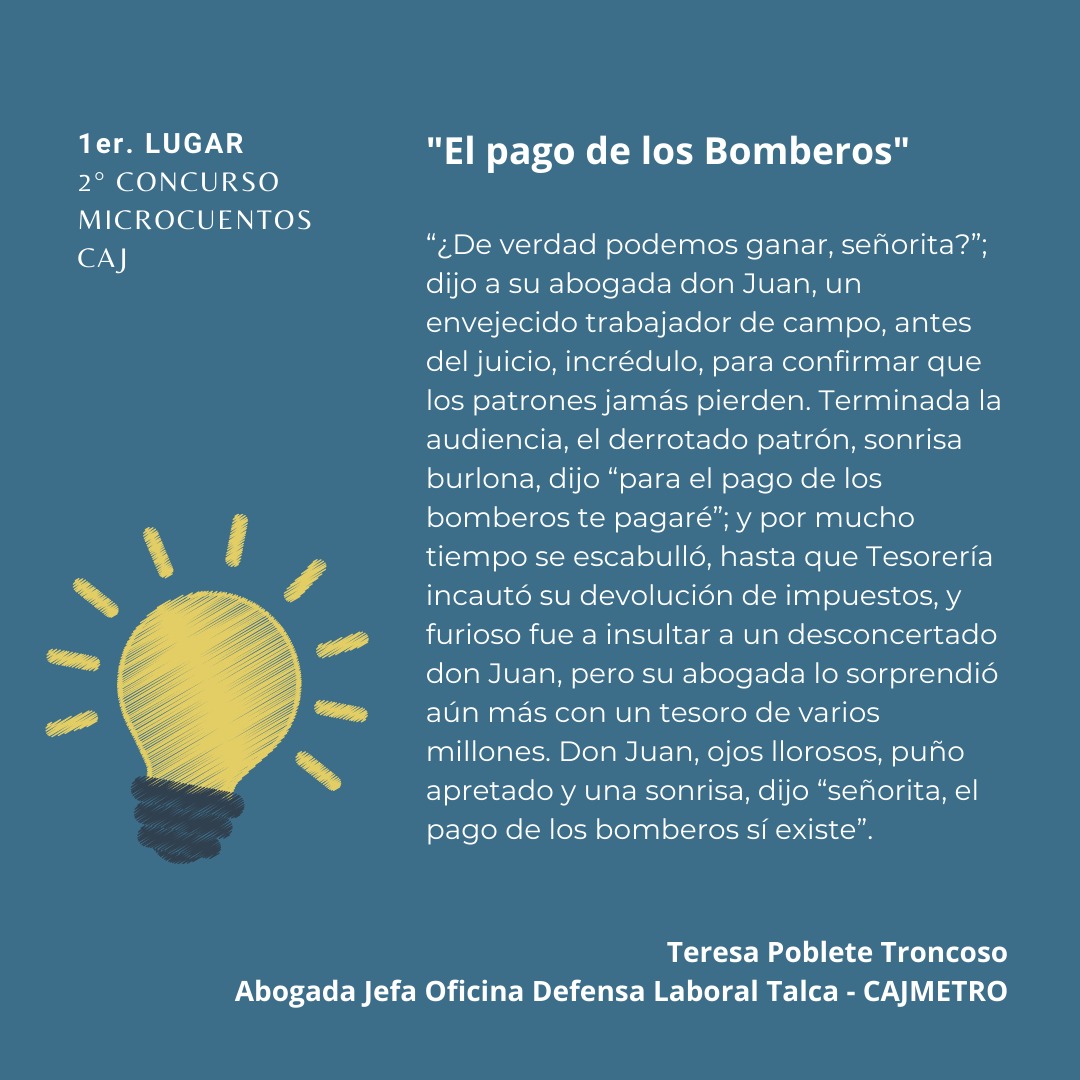 1er. LUGAR
2° CONCURSO
MICROCUENTOS
CAJ
"El pago de los Bomberos"
“¿De verdad podemos ganar, señorita?”;
dijo a su abogada don Juan, un
envejecido trabajador de campo, antes
del juicio, incrédulo, para confirmar que
los patrones jamás pierden. Terminada la
audiencia, el derrotado patrón, sonrisa
burlona, dijo “para el pago de los
bomberos te pagaré”; y por mucho
tiempo se escabulló, hasta que Tesorería
incautó su devolución de impuestos, y
furioso fue a insultar a un desconcertado
don Juan, pero su abogada lo sorprendió
aún más con un tesoro de varios
millones. Don Juan, ojos llorosos, puño
apretado y una sonrisa, dijo “señorita, el
pago de los bomberos sí existe”.
Teresa Poblete Troncoso
Abogada Jefa Oficina Defensa Laboral Talca - CAJMETRO